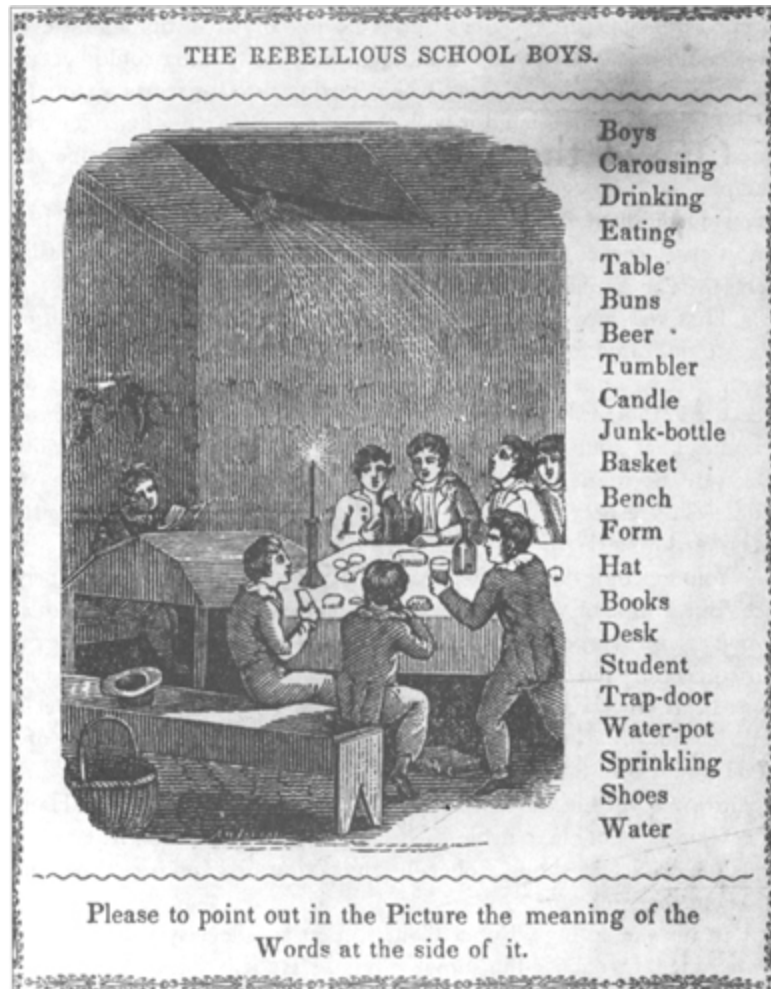 THE REBELLIOUS SCHOOL BOYS.
Boys
Carousing
Drinking
Eating
Table
Buns
Beer
Tumbler
Candle
Junk-bottle
Basket
Bench
Form
Hat
Books
Desk
Student
Trap-door
Water-pot
Sprinkling
Shoes
Water
Please to point out in the Picture the meaning of the
Words at the side of it.